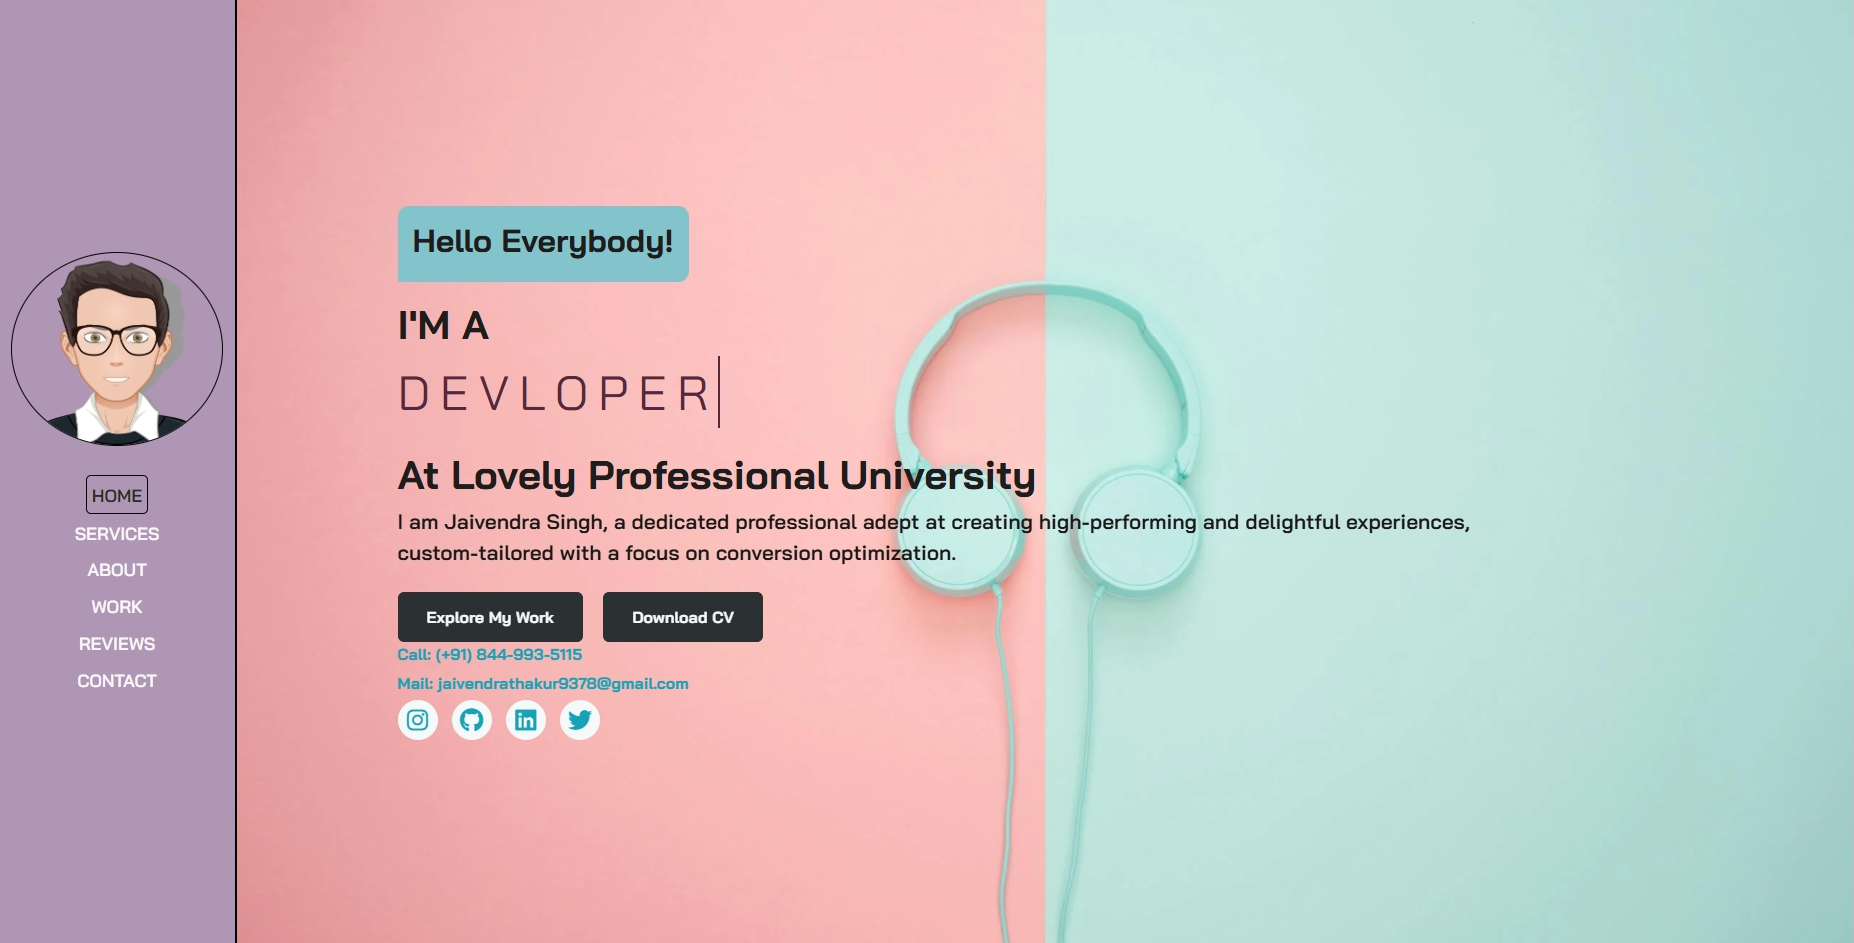 HOME
SERVICES
ABOUT
WORK
REVIEWS
CONTACT
Hello Everybody!
I'M A
DEVLOPER
At Lovely Professional University
I am Jaivendra Singh, a dedicated professional adept at creating high-performing and delightful experiences,
custom-tailored with a focus on conversion optimization.
Explore My Work Download CV
Call: (+91) 844-993-5115
Mail: jaivendrathakur9378@gmail.com
in